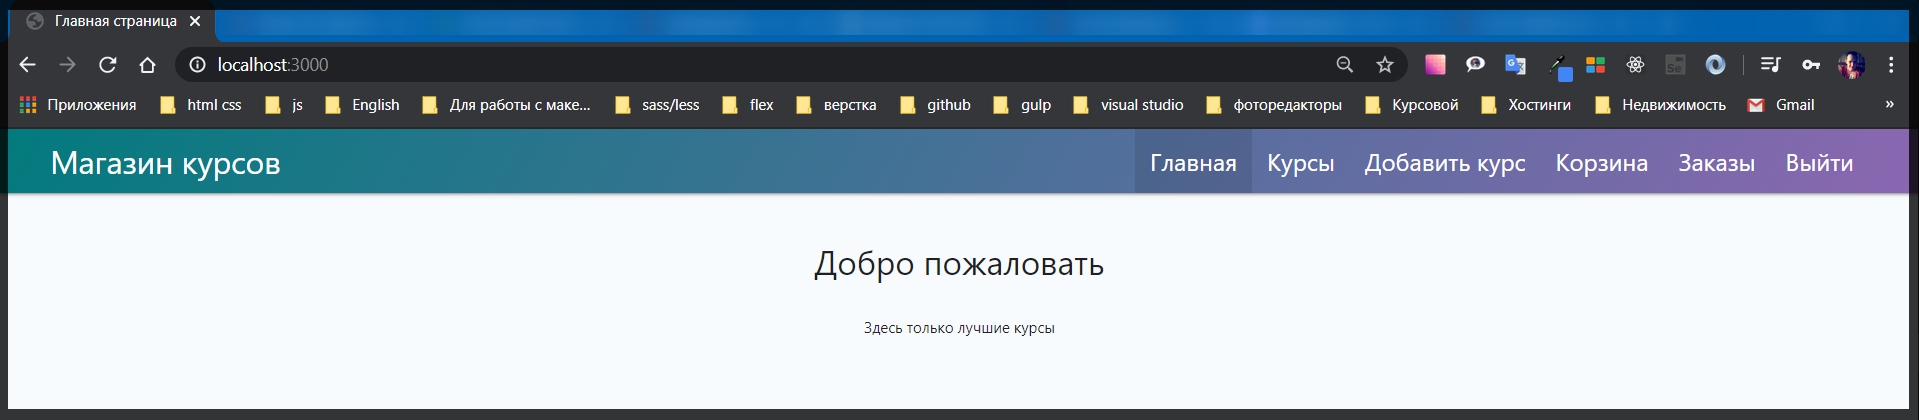 Главная страница
localhost:3000
Приложения html css js English Для работы с маке... sass/less flex верстка github gulp visual studio фоторедакторы Курсовой Хостинги Недвижимость Gmail »
Магазин курсов Главная Курсы Добавить курс Корзина Заказы Выйти
Добро пожаловать
Здесь только лучшие курсы